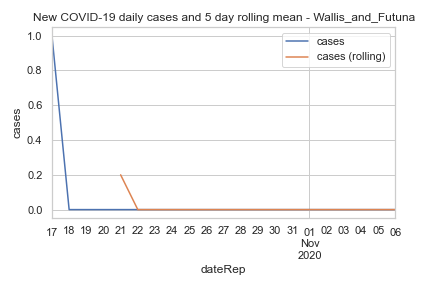 New COVID-19 daily cases and 5 day rolling mean - Wallis_and_Futuna
cases
cases (rolling)
cases
1.0
0.8
0.6
0.4
0.2
0.0
17 18 19 20 21 22 23 24 25 26 27 28 29 30 31 01 02 03 04 05 06
Nov
2020
dateRep